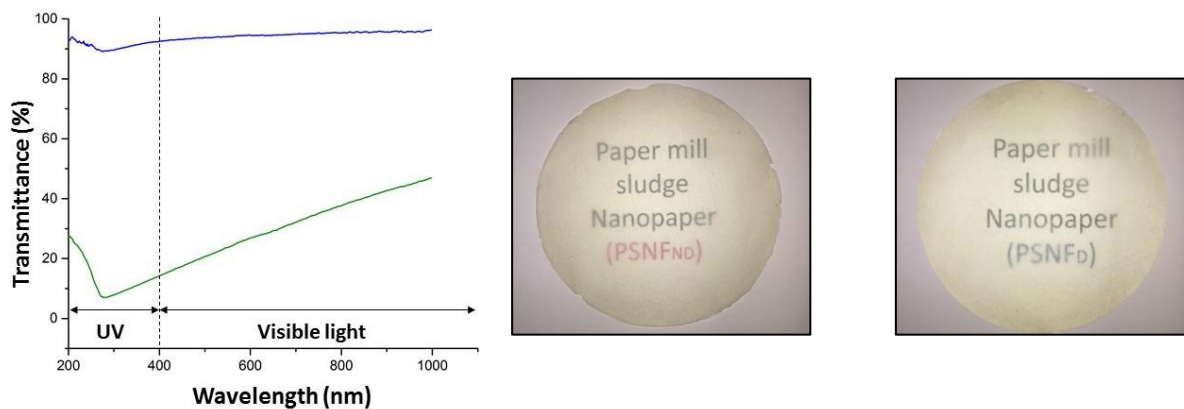 Transmittance (%)
100
80
60
40
20
0
UV
Visible light
200
400
600
800
1000
Wavelength (nm)
Paper mill
sludge
Nanopaper
(PSNFND)
Paper mill
sludge
Nanopaper
(PSNFD)